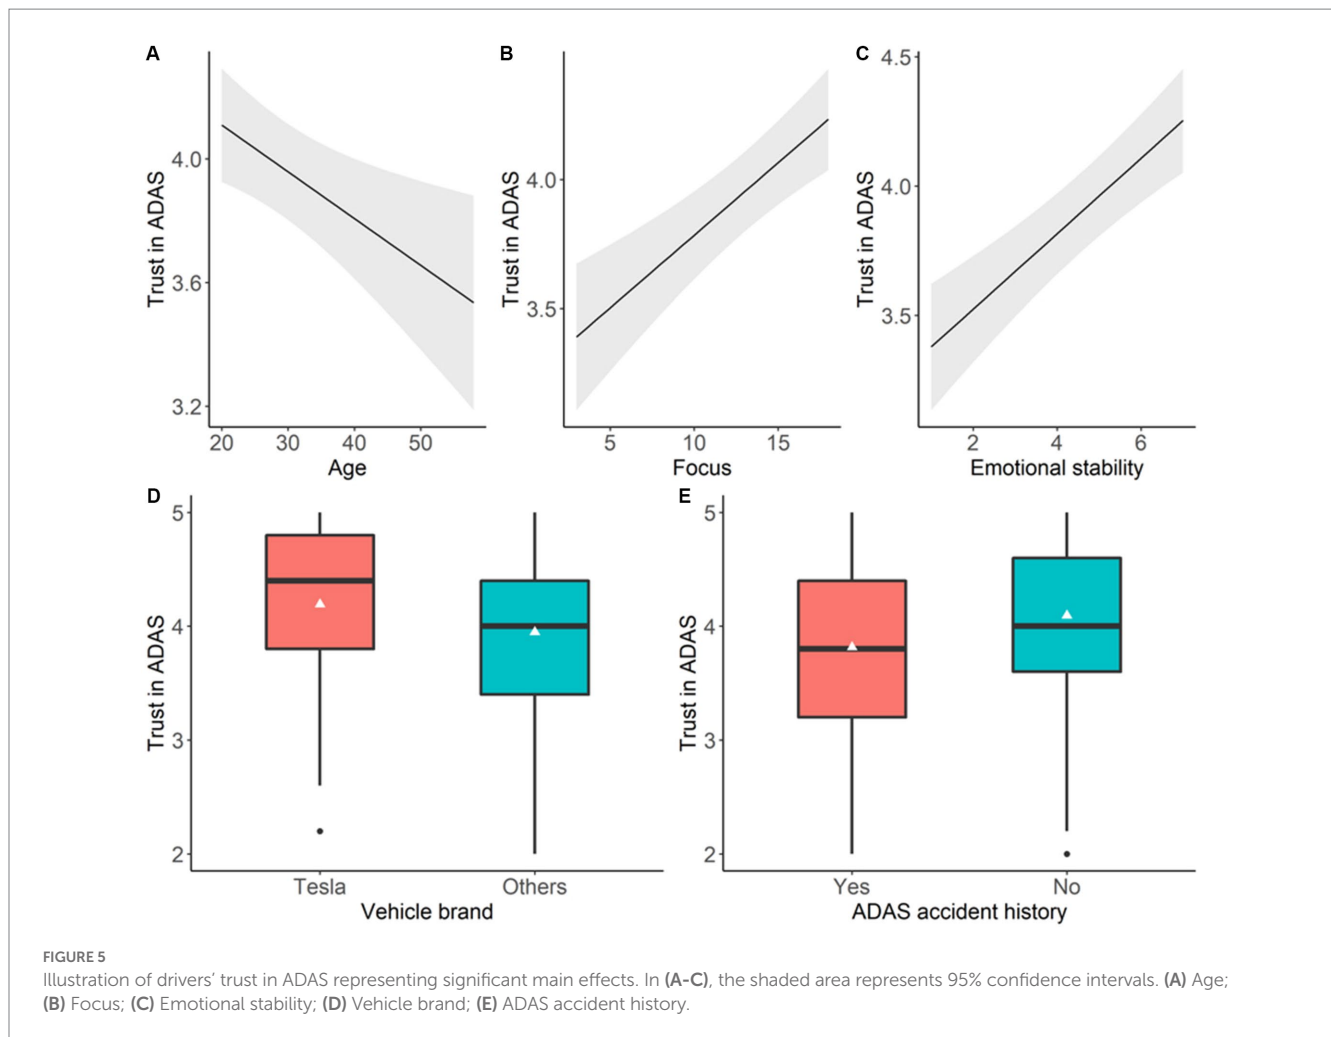 A
B
C
Trust in ADAS
4.0
3.6
3.2
20 30 40 50
Age
Trust in ADAS
4.0
3.5
5 10 15
Focus
Trust in ADAS
4.5
4.0
3.5
2 4 6
Emotional stability
D
E
Trust in ADAS
5
4
3
2
Tesla Others
Vehicle brand
Trust in ADAS
5
4
3
2
Yes No
ADAS accident history
FIGURE 5
Illustration of drivers’ trust in ADAS representing significant main effects. In (A-C), the shaded area represents 95% confidence intervals. (A) Age;
(B) Focus; (C) Emotional stability; (D) Vehicle brand; (E) ADAS accident history.